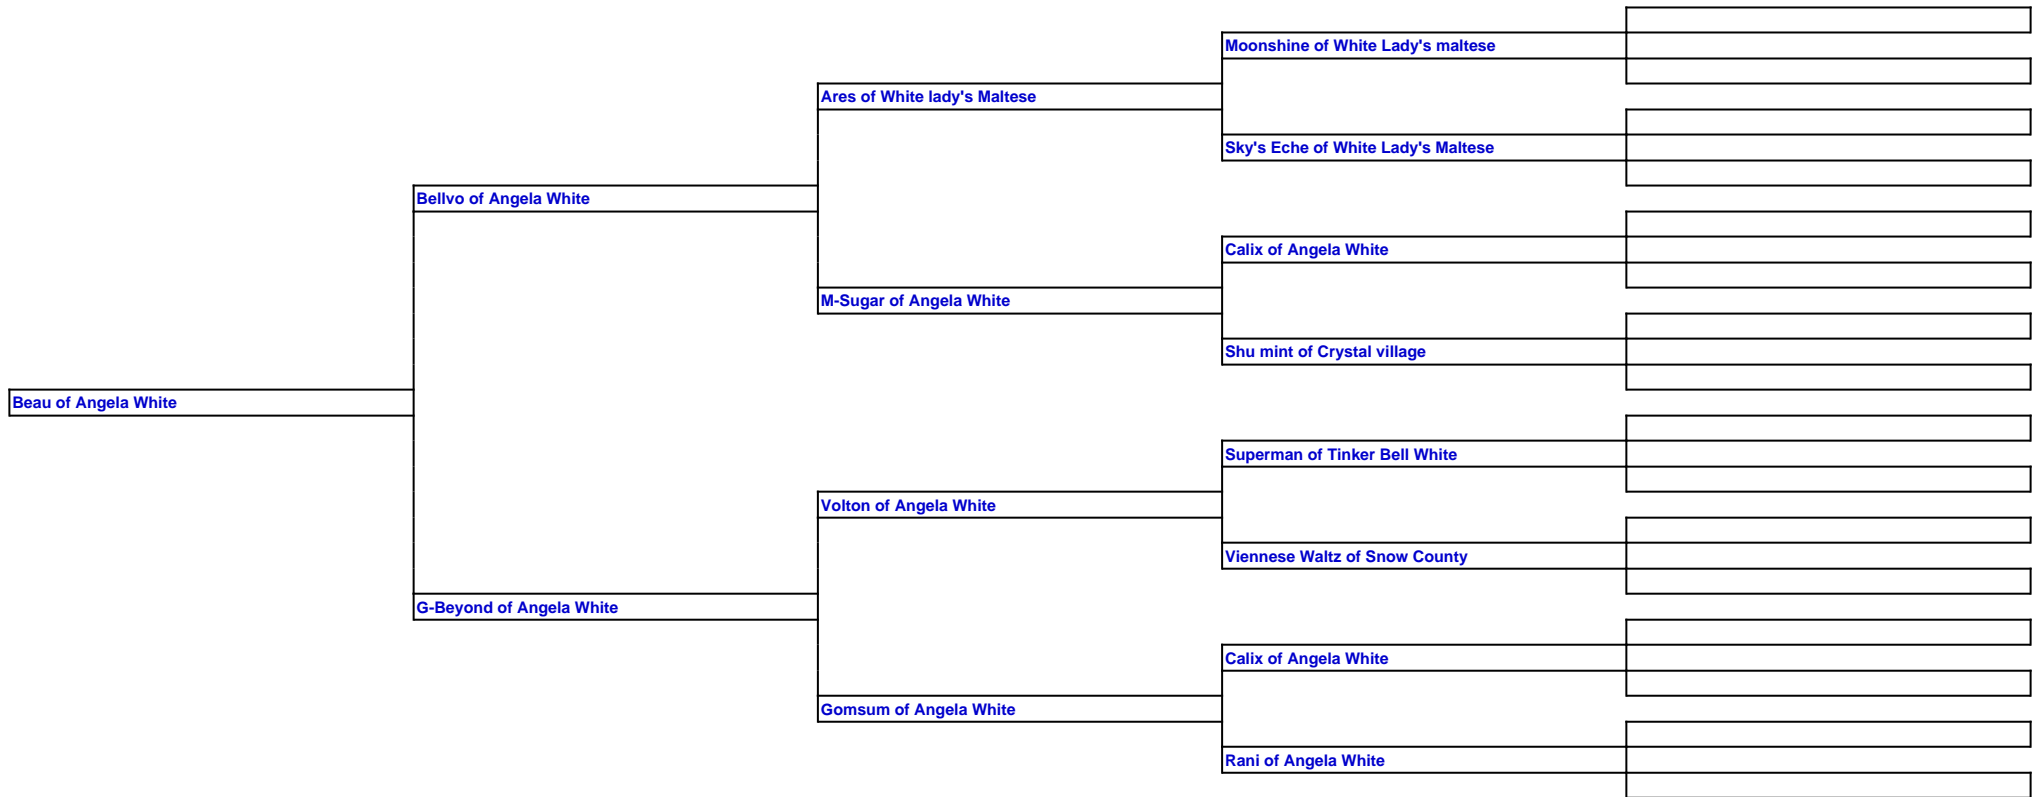 Moonshine of White Lady's maltese
Ares of White lady's Maltese
Sky's Eche of White Lady's Maltese
Bellvo of Angela White
Calix of Angela White
M-Sugar of Angela White
Shu mint of Crystal village
Beau of Angela White
Superman of Tinker Bell White
Volton of Angela White
Viennese Waltz of Snow County
G-Beyond of Angela White
Calix of Angela White
Gomsum of Angela White
Rani of Angela White